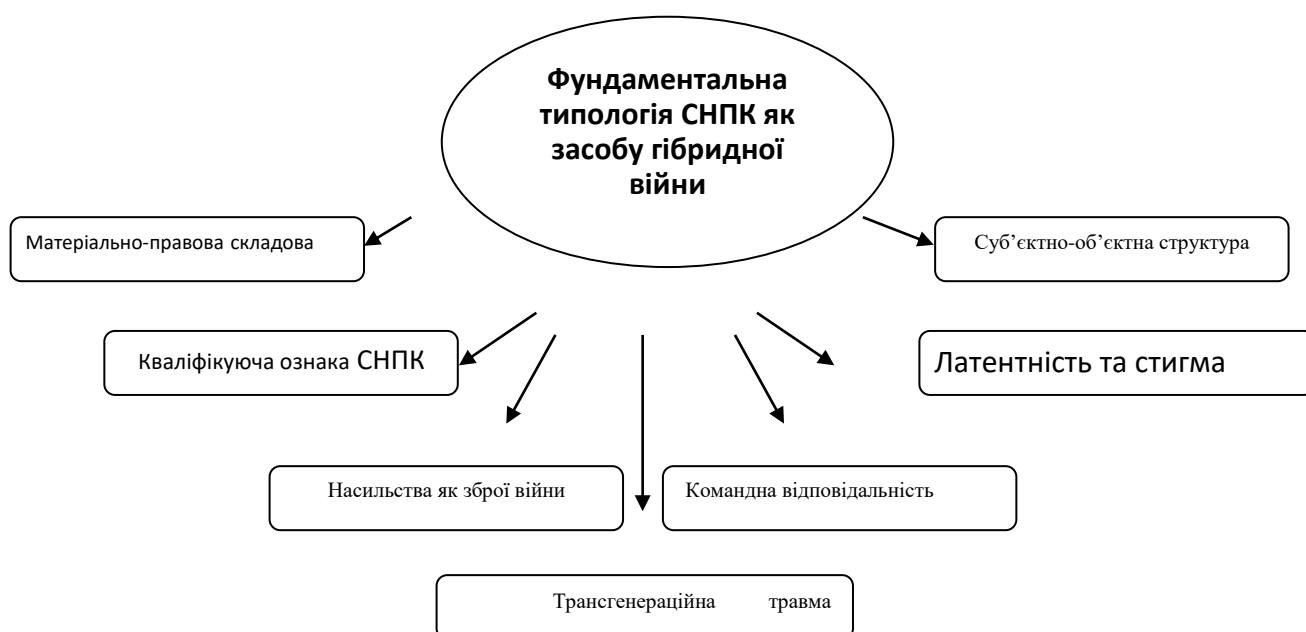 Фундаментальна
типологія СНПК як
засобу гібридної
війни
Матеріально-правова складова
Суб’єктно-об’єктна структура
Кваліфікуюча ознака СНПК
Латентність та стигма
Насильства як зброї війни
Командна відповідальність
Трансгенераційна травма